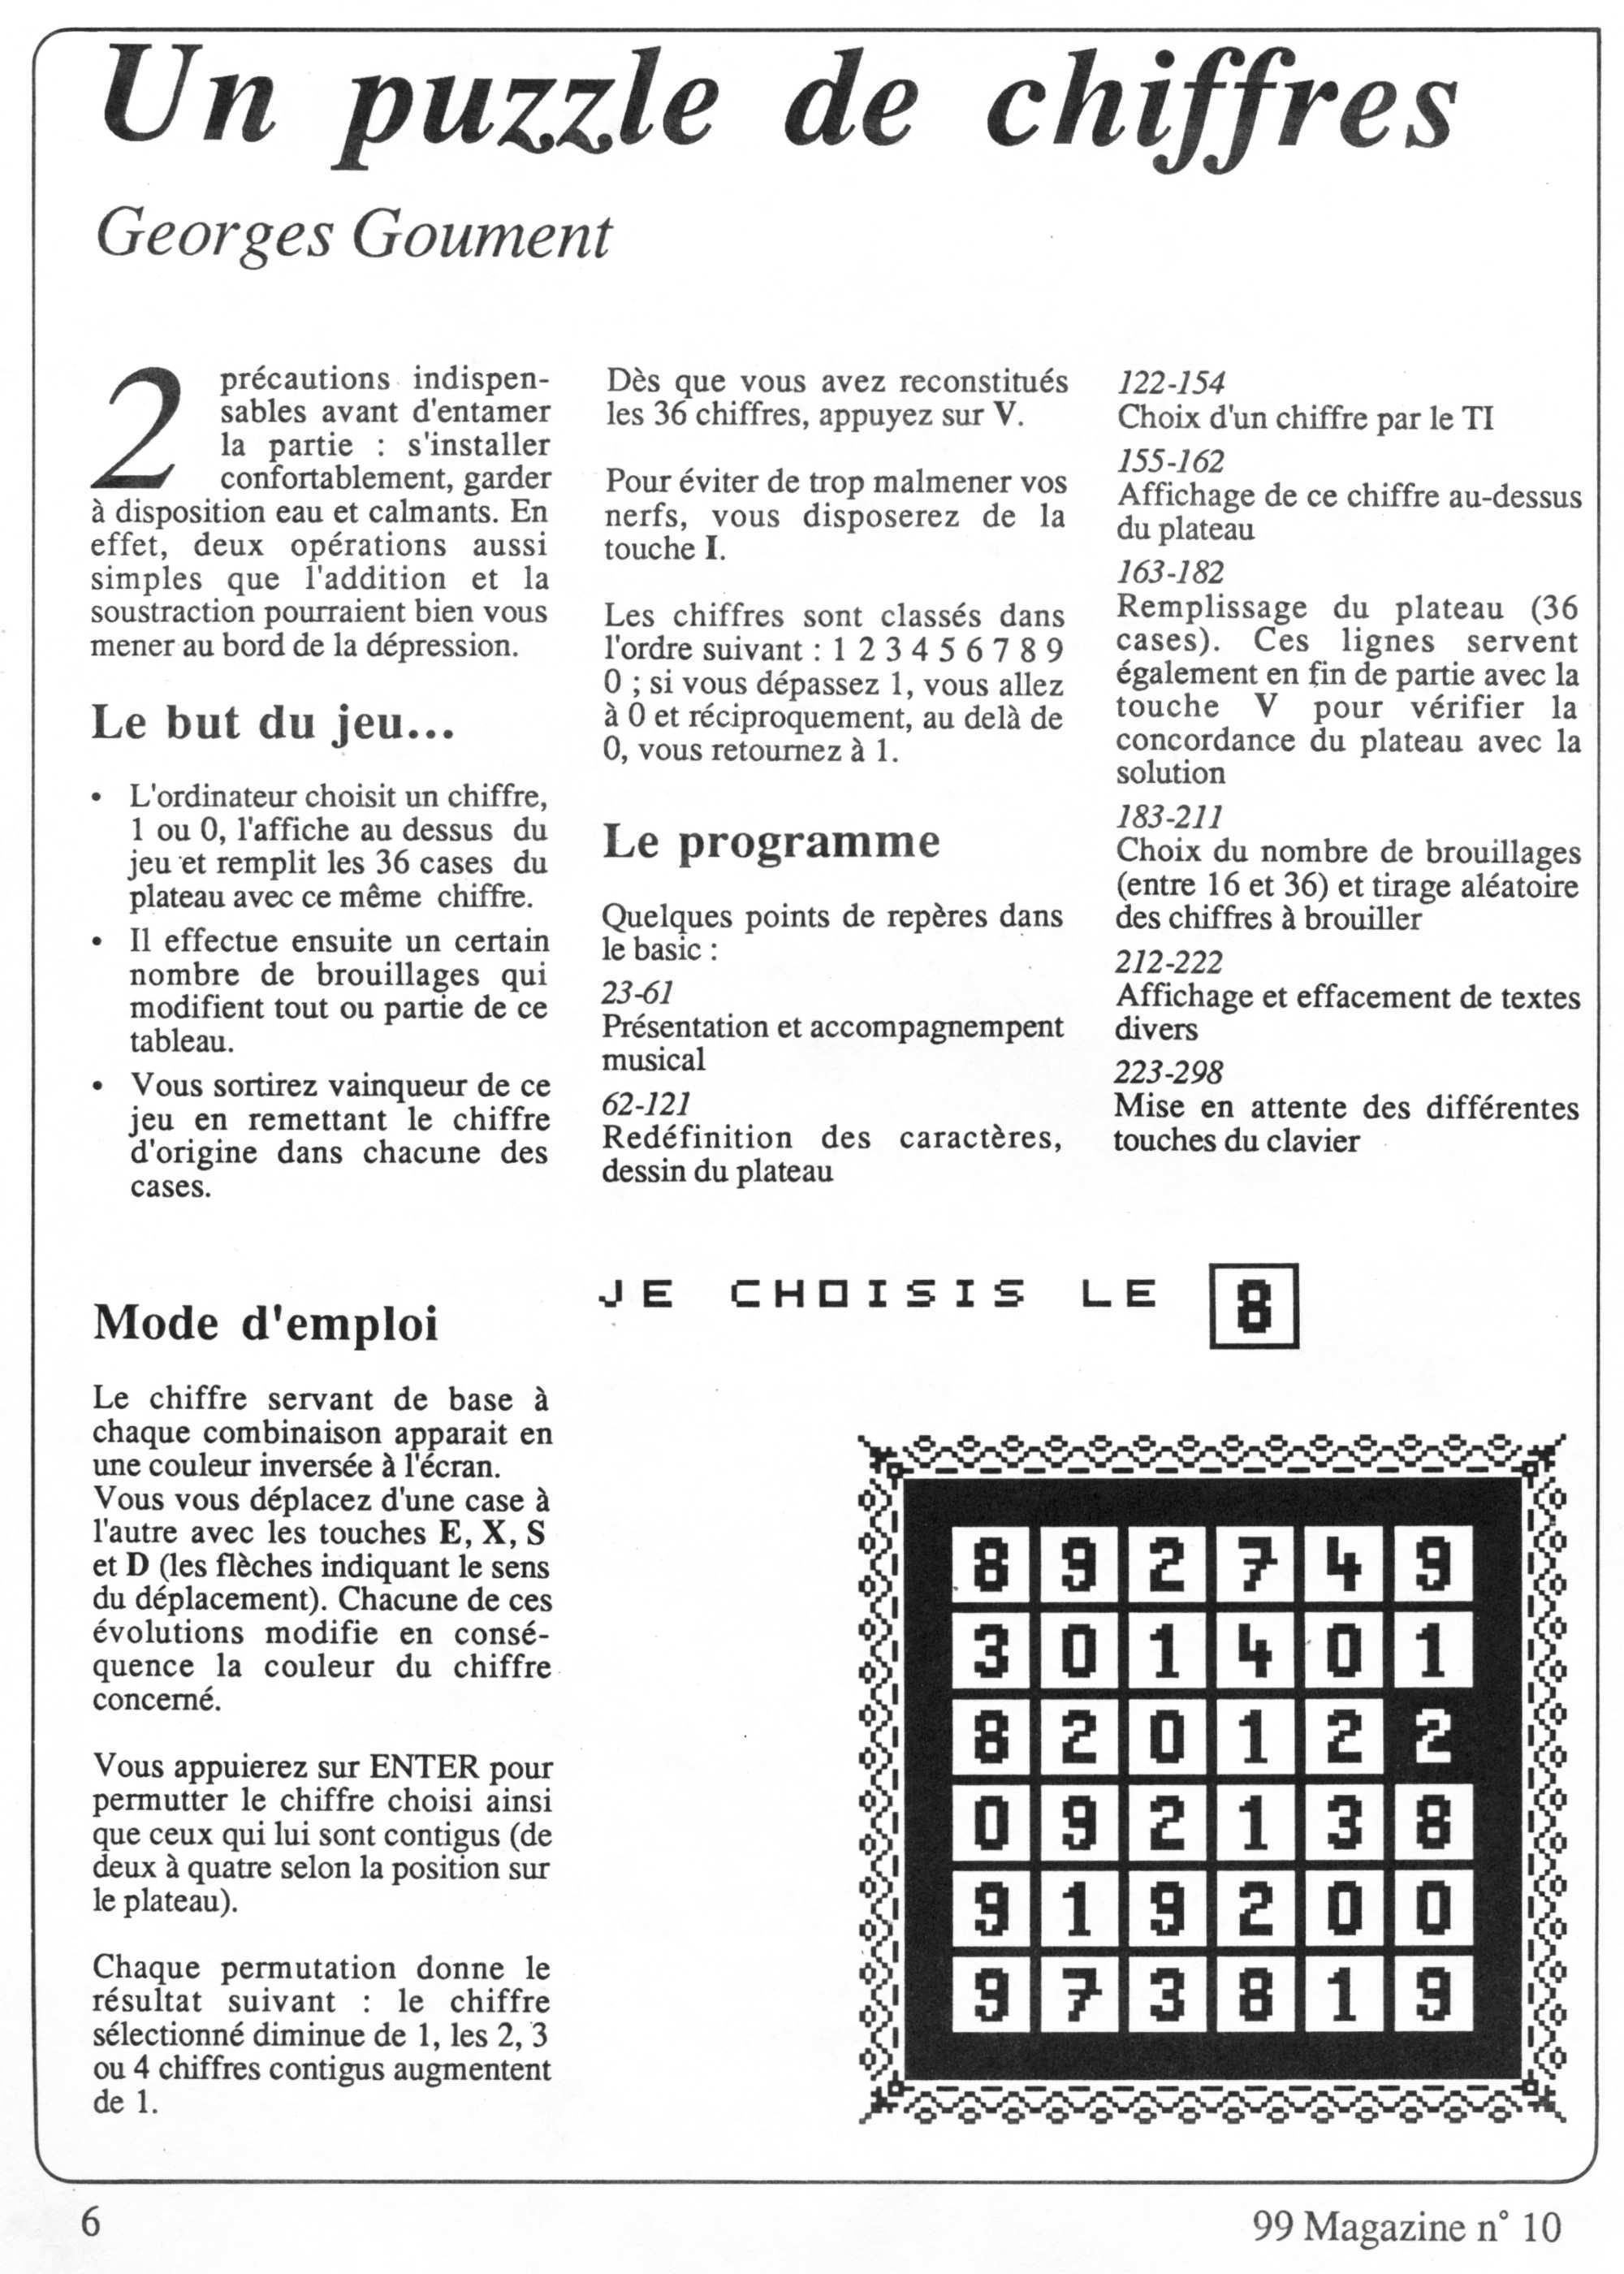 Un puzzle de chiffres
Georges Goument
2 précautions indispen-
sables avant d'entamer
la partie : s'installer
confortablement, garder
à disposition eau et calmants. En
effet, deux opérations aussi
simples que l'addition et la
soustraction pourraient bien vous
mener au bord de la dépression.
Le but du jeu...
• L'ordinateur choisit un chiffre,
1 ou 0, l'affiche au dessus du
jeu et remplit les 36 cases du
plateau avec ce même chiffre.
• Il effectue ensuite un certain
nombre de brouillages qui
modifient tout ou partie de ce
tableau.
• Vous sortirez vainqueur de ce
jeu en remettant le chiffre
d'origine dans chacune des
cases.
Mode d'emploi
Le chiffre servant de base à
chaque combinaison apparait en
une couleur inversée à l'écran.
Vous vous déplacez d'une case à
l'autre avec les touches E, X, S
et D (les flèches indiquant le sens
du déplacement). Chacune de ces
évolutions modifie en consé-
quence la couleur du chiffre
concerné.
Vous appuierez sur ENTER pour
permutter le chiffre choisi ainsi
que ceux qui lui sont contigus (de
deux à quatre selon la position sur
le plateau).
Chaque permutation donne le
résultat suivant : le chiffre
sélectionné diminue de 1, les 2, 3
ou 4 chiffres contigus augmentent
de 1.
Dès que vous avez reconstitués
les 36 chiffres, appuyez sur V.
Pour éviter de trop malmener vos
nerfs, vous disposerez de la
touche I.
Les chiffres sont classés dans
l'ordre suivant : 1 2 3 4 5 6 7 8 9
0 ; si vous dépassez 1, vous allez
à 0 et réciproquement, au delà de
0, vous retournez à 1.
Le programme
Quelques points de repères dans
le basic :
23-61
Présentation et accompagnempent
musical
62-121
Redéfinition des caractères,
dessin du plateau
122-154
Choix d'un chiffre par le TI
155-162
Affichage de ce chiffre au-dessus
du plateau
163-182
Remplissage du plateau (36
cases). Ces lignes servent
également en fin de partie avec la
touche V pour vérifier la
concordance du plateau avec la
solution
183-211
Choix du nombre de brouillages
(entre 16 et 36) et tirage aléatoire
des chiffres à brouiller
212-222
Affichage et effacement de textes
divers
223-298
Mise en attente des différentes
touches du clavier
JE CHOISIS LE 8
8 9 2 7 4 9
3 0 1 4 0 1
8 2 0 1 2 2
0 9 2 1 3 8
9 1 9 2 0 0
9 7 3 8 1 9
6
99 Magazine n° 10